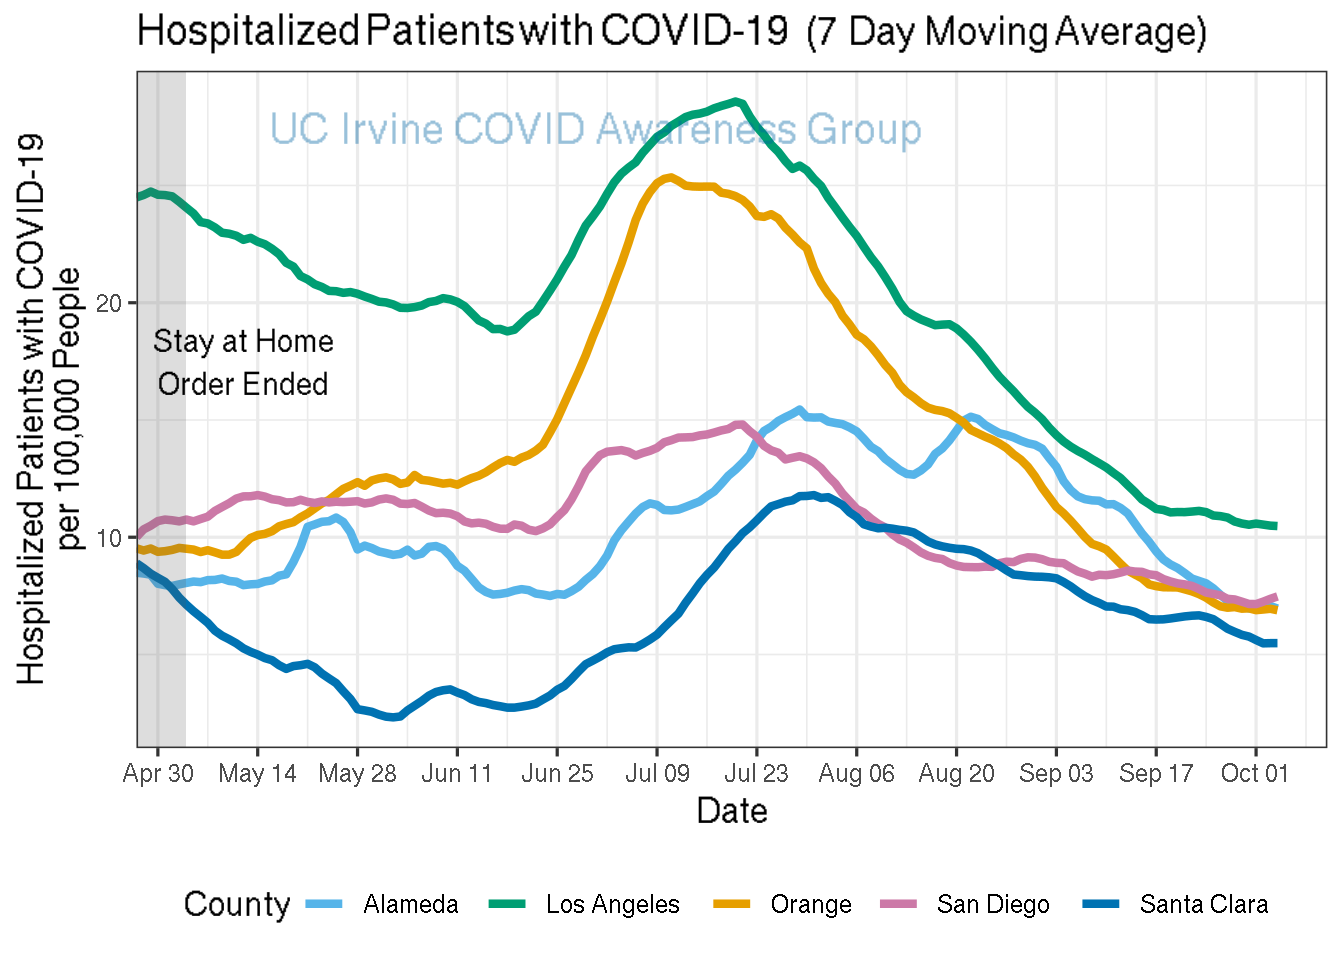 Hospitalized Patients with COVID-19 (7 Day Moving Average)
UC Irvine COVID Awareness Group
Hospitalized Patients with COVID-19
per 100,000 People
20
10
Stay at Home
Order Ended
Apr 30 May 14 May 28 Jun 11 Jun 25 Jul 09 Jul 23 Aug 06 Aug 20 Sep 03 Sep 17 Oct 01
Date
County Alameda Los Angeles Orange San Diego Santa Clara